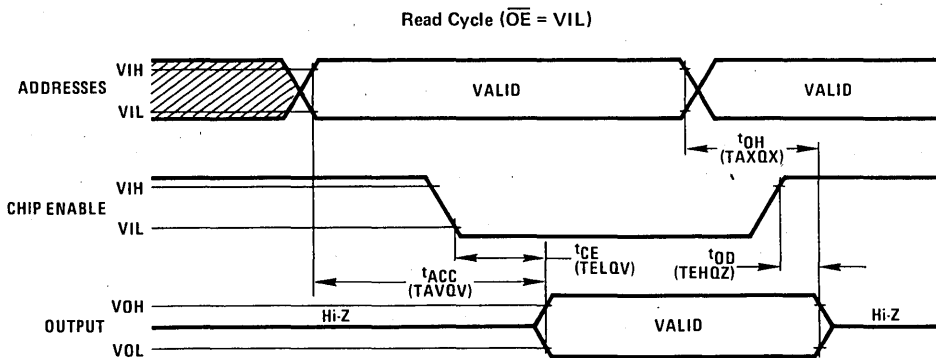 Read Cycle (OE = VIL)
VIH
ADDRESSES
VALID
VALID
VIL
tOH
(TAXQX)
VIH
CHIP ENABLE
VIL
tCE
(TELQV)
tOD
(TEHQZ)
tACC
(TAVQV)
VOH
Hi-Z
Hi-Z
OUTPUT
VALID
VOL